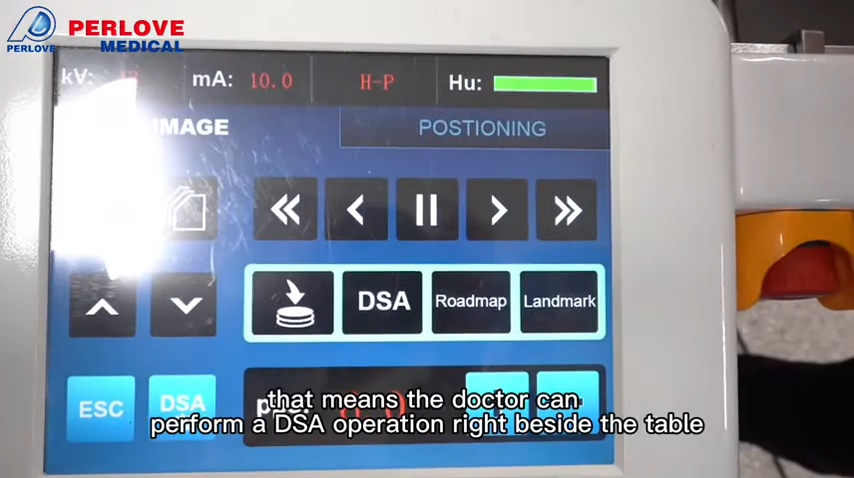 PERLOVE
PERLOVE
MEDICAL
kV:
mA: 10.0
H-P
Hu:
IMAGE
POSTIONING
DSA
Roadmap
Landmark
ESC
DSA
that means the doctor can
perform a DSA operation right beside the table